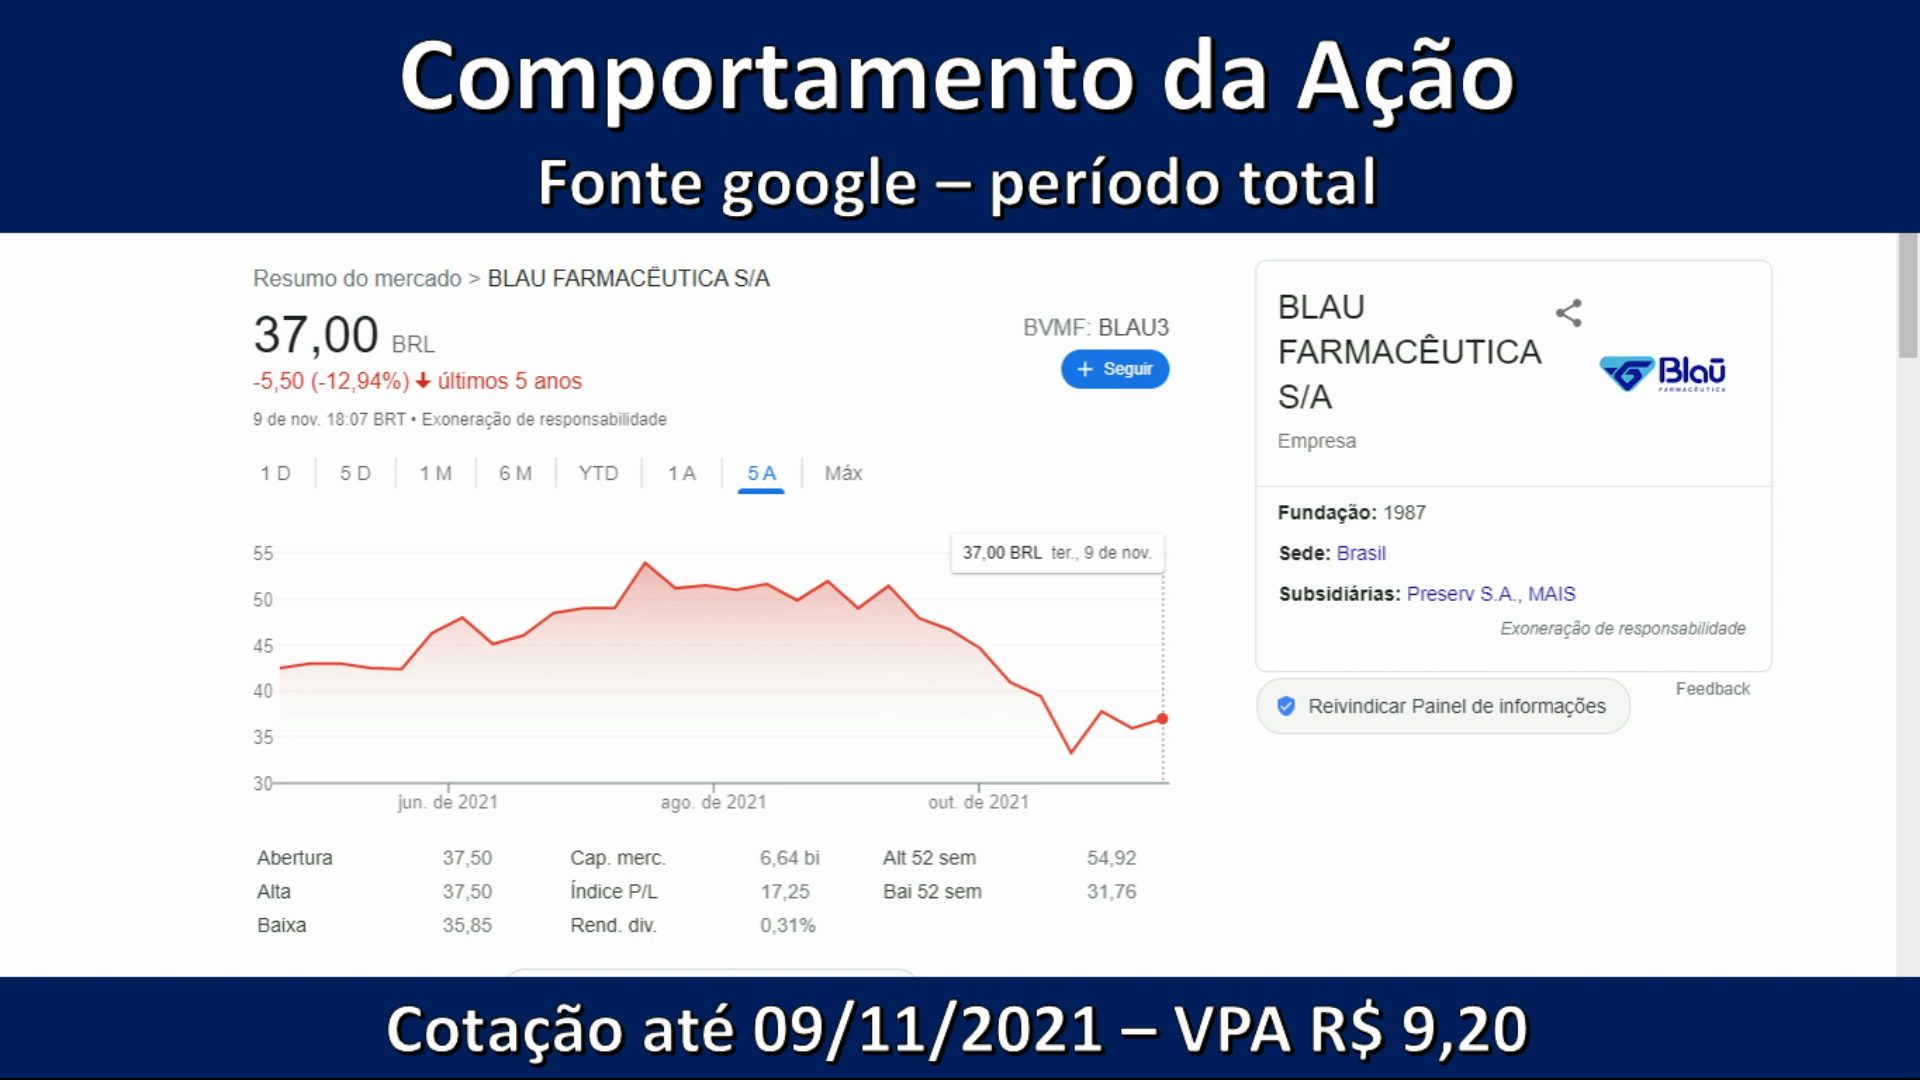 Comportamento da Ação
Fonte google – período total
Resumo do mercado > BLAU FARMACÊUTICA S/A
37,00 BRL
BVMF: BLAU3
+ Seguir
-5,50 (-12,94%) últimos 5 anos
9 de nov. 18:07 BRT • Exoneração de responsabilidade
1 D 5 D 1 M 6 M YTD 1 A 5 A Máx
37,00 BRL ter., 9 de nov.
55
50
45
40
35
30
jun. de 2021 ago. de 2021 out. de 2021
Abertura 37,50 Cap. merc. 6,64 bi Alt 52 sem 54,92
Alta 37,50 Índice P/L 17,25 Bai 52 sem 31,76
Baixa 35,85 Rend. div. 0,31%
BLAU
FARMACÊUTICA
S/A
Empresa
Blaū
FARMACÊUTICA
Fundação: 1987
Sede: Brasil
Subsidiárias: Preserv S.A., MAIS
Exoneração de responsabilidade
Feedback
Reivindicar Painel de informações
Cotação até 09/11/2021 – VPA R$ 9,20